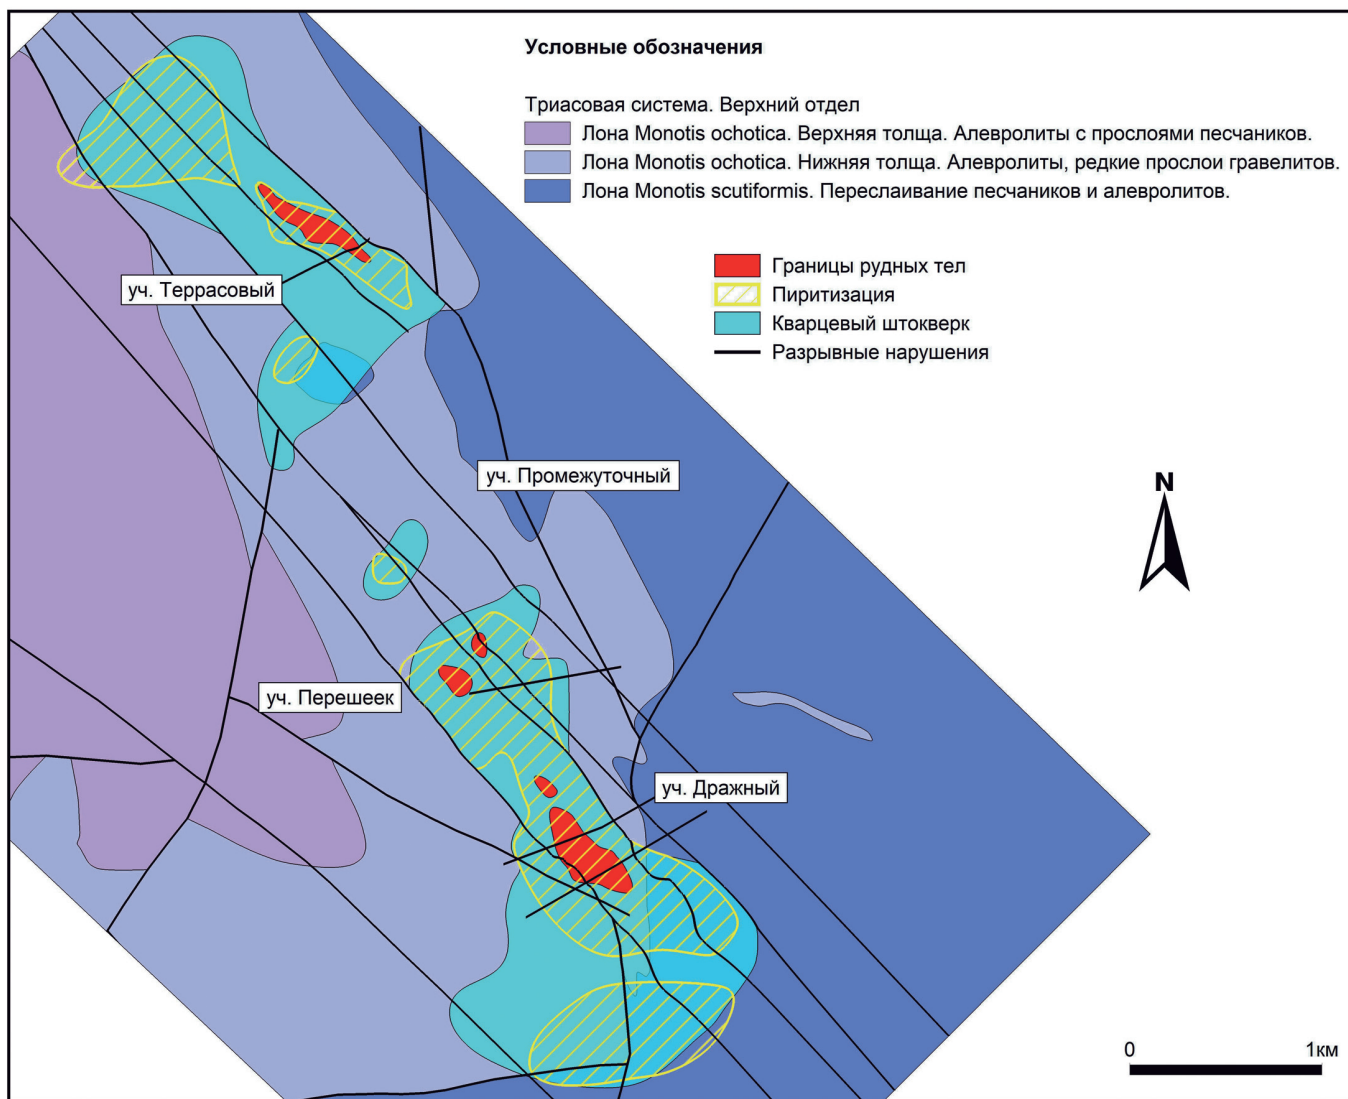 Условные обозначения
Триасовая система. Верхний отдел
Лона Monotis ochotica. Верхняя толща. Алевролиты с прослоями песчаников.
Лона Monotis ochotica. Нижняя толща. Алевролиты, редкие прослои гравелитов.
Лона Monotis scutiformis. Переслаивание песчаников и алевролитов.
Границы рудных тел
Пиритизация
Кварцевый штокверк
Разрывные нарушения
уч. Террасовый
уч. Промежуточный
N
уч. Перешеек
уч. Дражный
0 1км